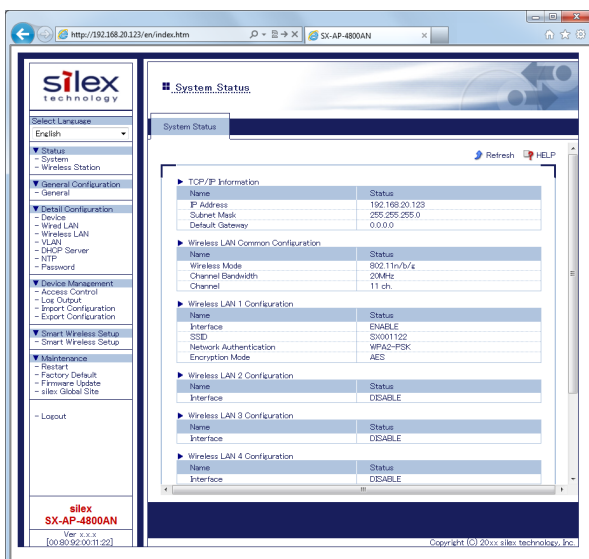 http://192.168.20.123/en/index.htm
SX-AP-4800AN
silex
technology
Select Language
English
▼ Status
- System
- Wireless Station
▼ General Configuration
- General
▼ Detail Configuration
- Device
- Wired LAN
- Wireless LAN
- VLAN
- DHCP Server
- NTP
- Password
▼ Device Management
- Access Control
- Log Output
- Import Configuration
- Export Configuration
▼ Smart Wireless Setup
- Smart Wireless Setup
▼ Maintenance
- Restart
- Factory Default
- Firmware Update
- silex Global Site
- Logout
silex
SX-AP-4800AN
Ver x.x.x
[00:80:92:00:11:22]
System Status
System Status
Refresh HELP
▶ TCP/IP Information
Name Status
IP Address 192.168.20.123
Subnet Mask 255.255.255.0
Default Gateway 0.0.0.0
▶ Wireless LAN Common Configuration
Name Status
Wireless Mode 802.11n/b/g
Channel Bandwidth 20MHz
Channel 11 ch.
▶ Wireless LAN 1 Configuration
Name Status
Interface ENABLE
SSID SX001122
Network Authentication WPA2-PSK
Encryption Mode AES
▶ Wireless LAN 2 Configuration
Name Status
Interface DISABLE
▶ Wireless LAN 3 Configuration
Name Status
Interface DISABLE
▶ Wireless LAN 4 Configuration
Name Status
Interface DISABLE
Copyright (C) 20xx silex technology, Inc.